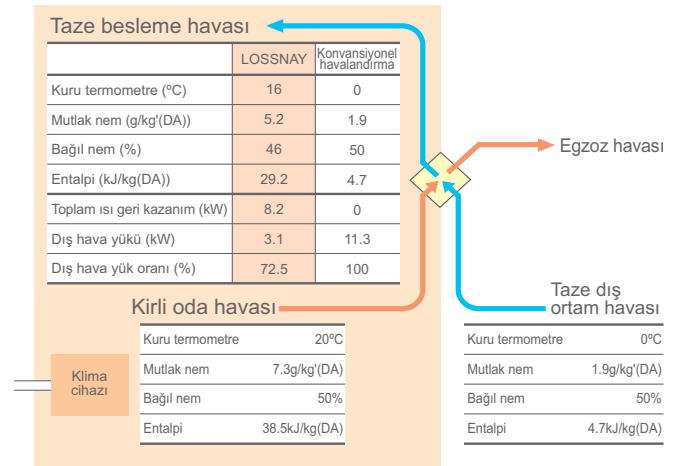 Taze besleme havası
LOSSNAY Konvansiyonel
havalandırma
Kuru termometre (ºC) 16 0
Mutlak nem (g/kg'(DA)) 5.2 1.9
Bağıl nem (%) 46 50
Entalpi (kJ/kg(DA)) 29.2 4.7
Toplam ısı geri kazanım (kW) 8.2 0
Dış hava yükü (kW) 3.1 11.3
Dış hava yük oranı (%) 72.5 100
Egzoz havası
Kirli oda havası
Kuru termometre 20ºC
Mutlak nem 7.3g/kg'(DA)
Bağıl nem 50%
Entalpi 38.5kJ/kg(DA)
Klima
cihazı
Taze dış
ortam havası
Kuru termometre 0ºC
Mutlak nem 1.9g/kg'(DA)
Bağıl nem 50%
Entalpi 4.7kJ/kg(DA)